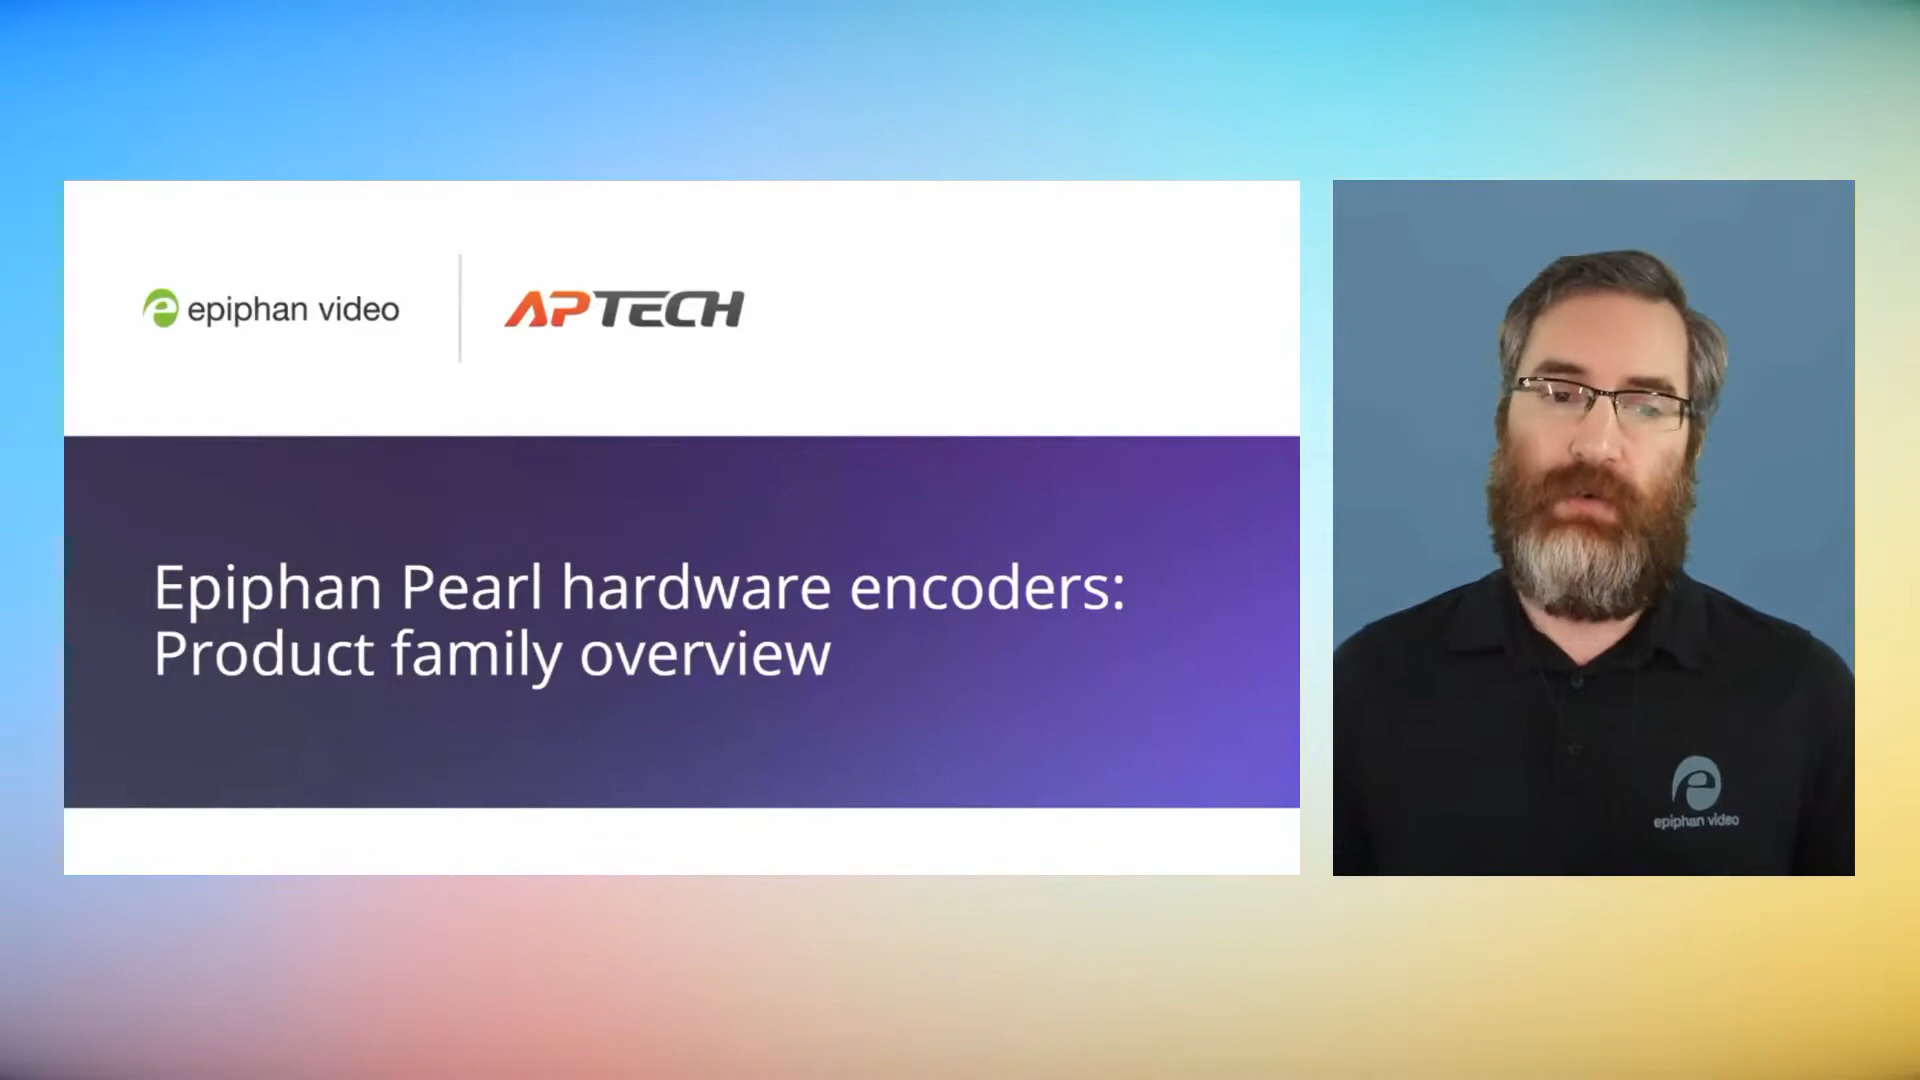 epiphan video
APTECH
Epiphan Pearl hardware encoders:
Product family overview
epiphan video